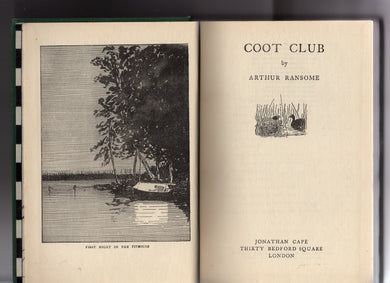 FIRST NIGHT IN THE TITMOUSE
COOT CLUB
by
ARTHUR RANSOME
JONATHAN CAPE
THIRTY BEDFORD SQUARE
LONDON